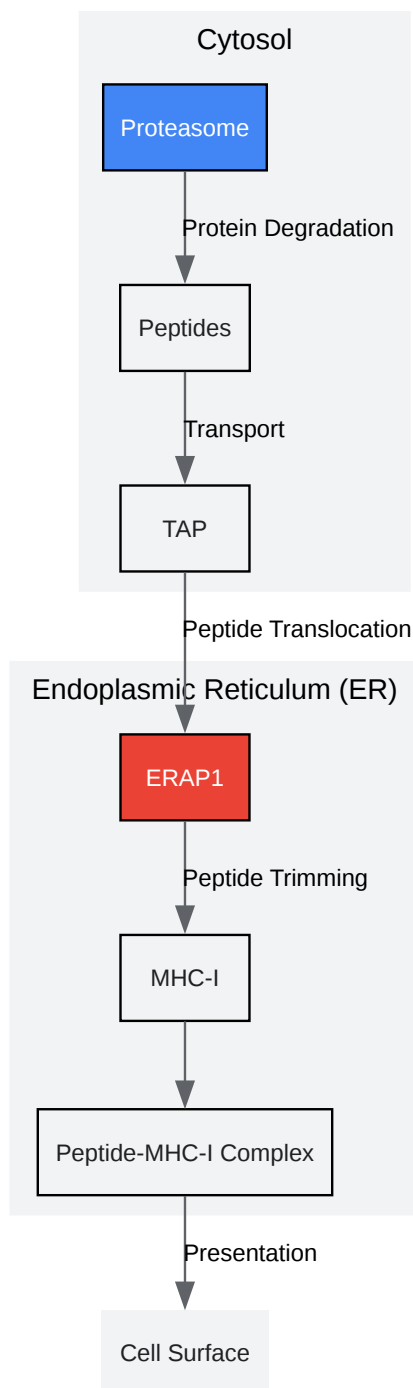 Cytosol
Proteasome
Protein Degradation
Peptides
Transport
TAP
Peptide Translocation
Endoplasmic Reticulum (ER)
ERAP1
Peptide Trimming
MHC-I
Peptide-MHC-I Complex
Presentation
Cell Surface